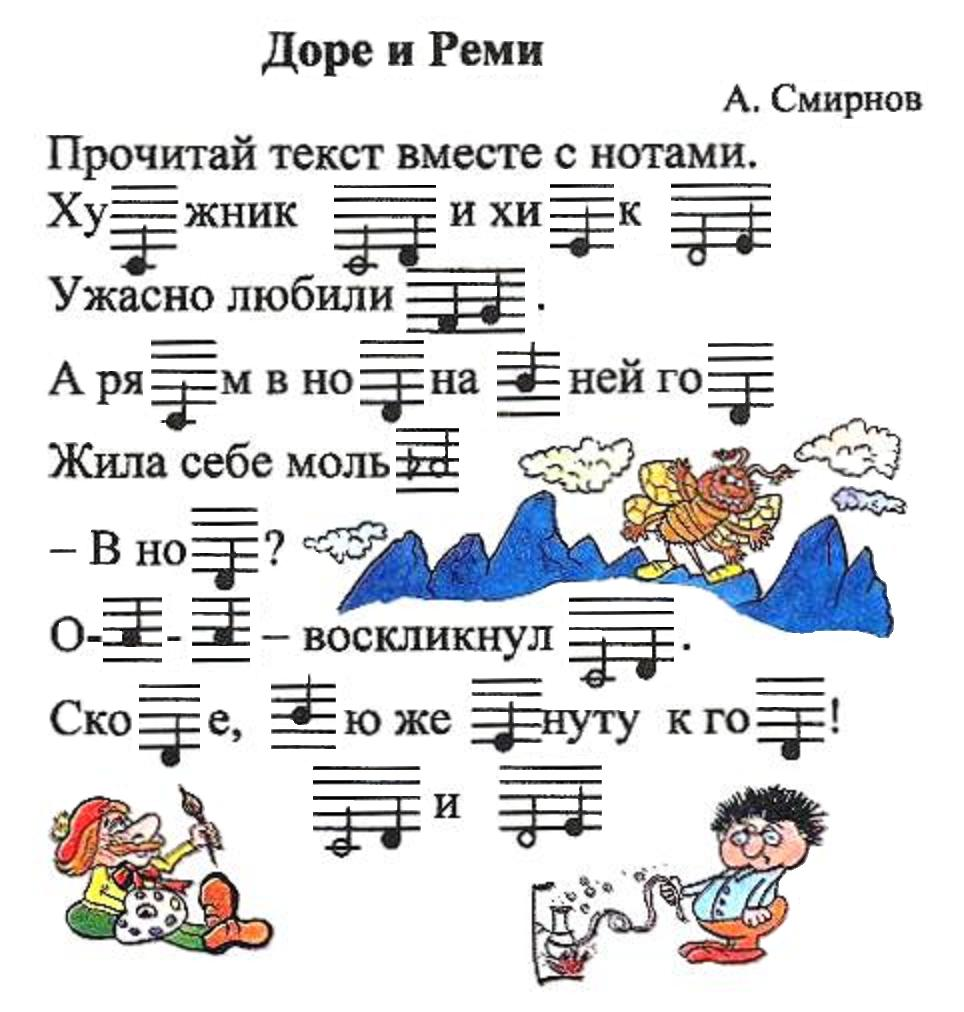 Доре и Реми
А. Смирнов
Прочитай текст вместе с нотами.
Ху жник и хи к
Ужасно любили .
А ря м в но на ней го
Жила себе моль
– В но ?
О- - – воскликнул .
Ско е, ю же нуту к го !
и